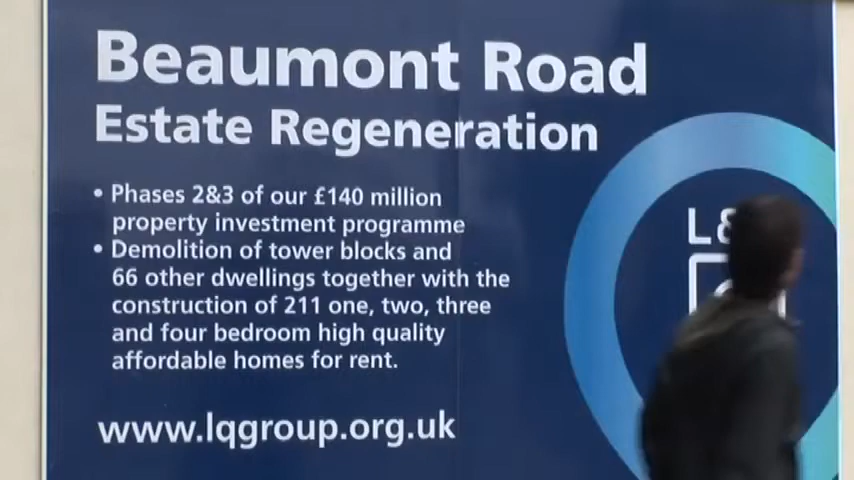 Beaumont Road
Estate Regeneration
• Phases 2&3 of our £140 million
property investment programme
• Demolition of tower blocks and
66 other dwellings together with the
construction of 211 one, two, three
and four bedroom high quality
affordable homes for rent.
www.lqgroup.org.uk
L&